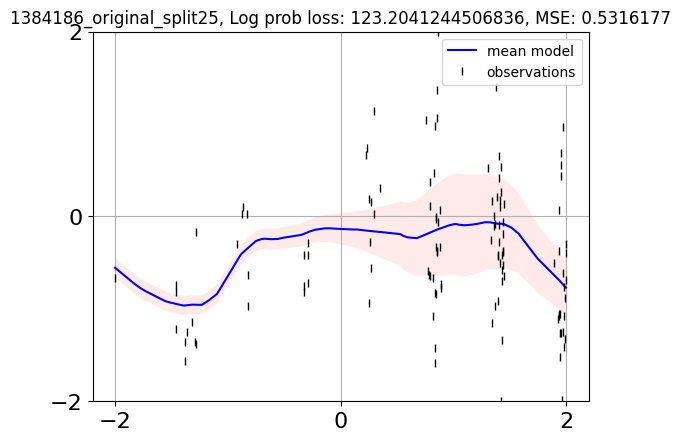 1384186_original_split25, Log prob loss: 123.2041244506836, MSE: 0.5316177
2
0
−2
−2
0
2
mean model
observations